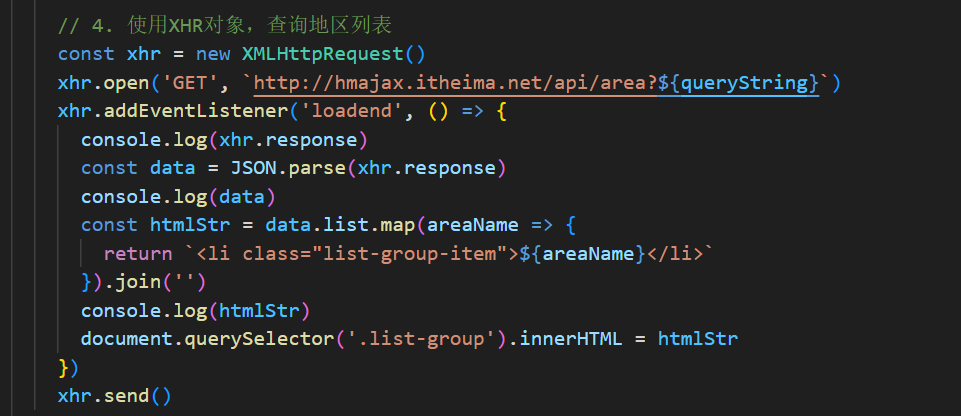 // 4. 使用XHR对象，查询地区列表
const xhr = new XMLHttpRequest()
xhr.open('GET', `http://hmajax.itheima.net/api/area?${queryString}`)
xhr.addEventListener('loadend', () => {
  console.log(xhr.response)
  const data = JSON.parse(xhr.response)
  console.log(data)
  const htmlStr = data.list.map(areaName => {
    return `<li class="list-group-item">${areaName}</li>`
  }).join('')
  console.log(htmlStr)
  document.querySelector('.list-group').innerHTML = htmlStr
})
xhr.send()